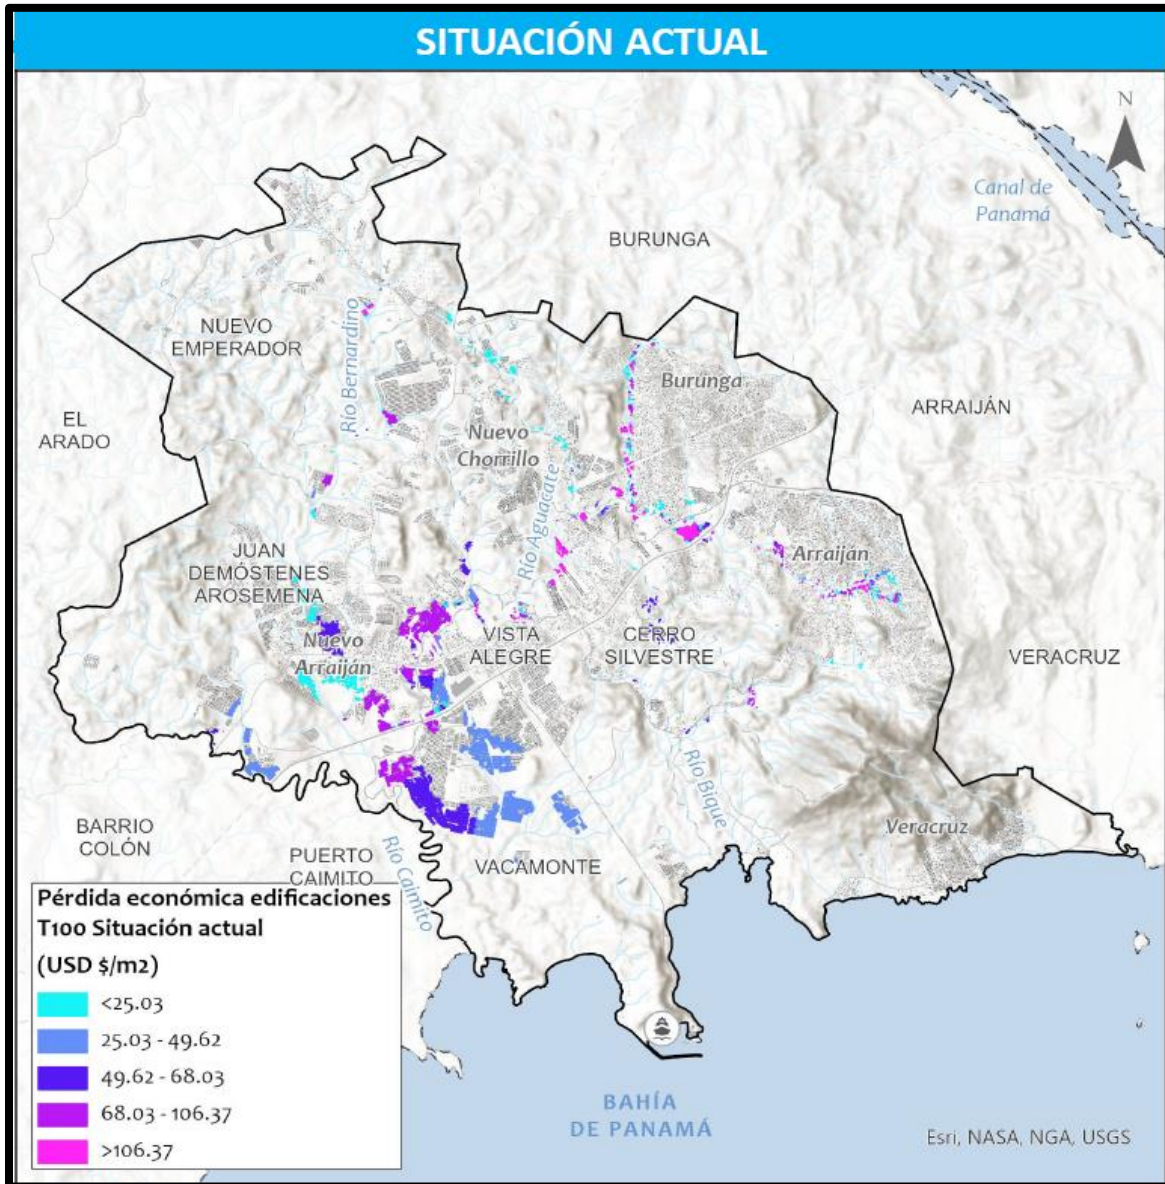 SITUACIÓN ACTUAL
N
Canal de
Panamá
BURUNGA
NUEVO
EMPERADOR
Río Bernardino
Burunga
ARRAIJÁN
EL
ARADO
Nuevo
Chorrillo
Río Aguacate
JUAN
DEMÓSTENES
AROSEMENA
Arraiján
Nuevo
Arraiján
VISTA
ALEGRE
CERRO
SILVESTRE
VERACRUZ
Río Bique
Veracruz
BARRIO
COLÓN
PUERTO
CAIMITO
Río Caimito
VACAMONTE
Pérdida económica edificaciones
T100 Situación actual
(USD $/m2)
<25.03
25.03 - 49.62
49.62 - 68.03
68.03 - 106.37
>106.37
BAHÍA
DE PANAMÁ
Esri, NASA, NGA, USGS